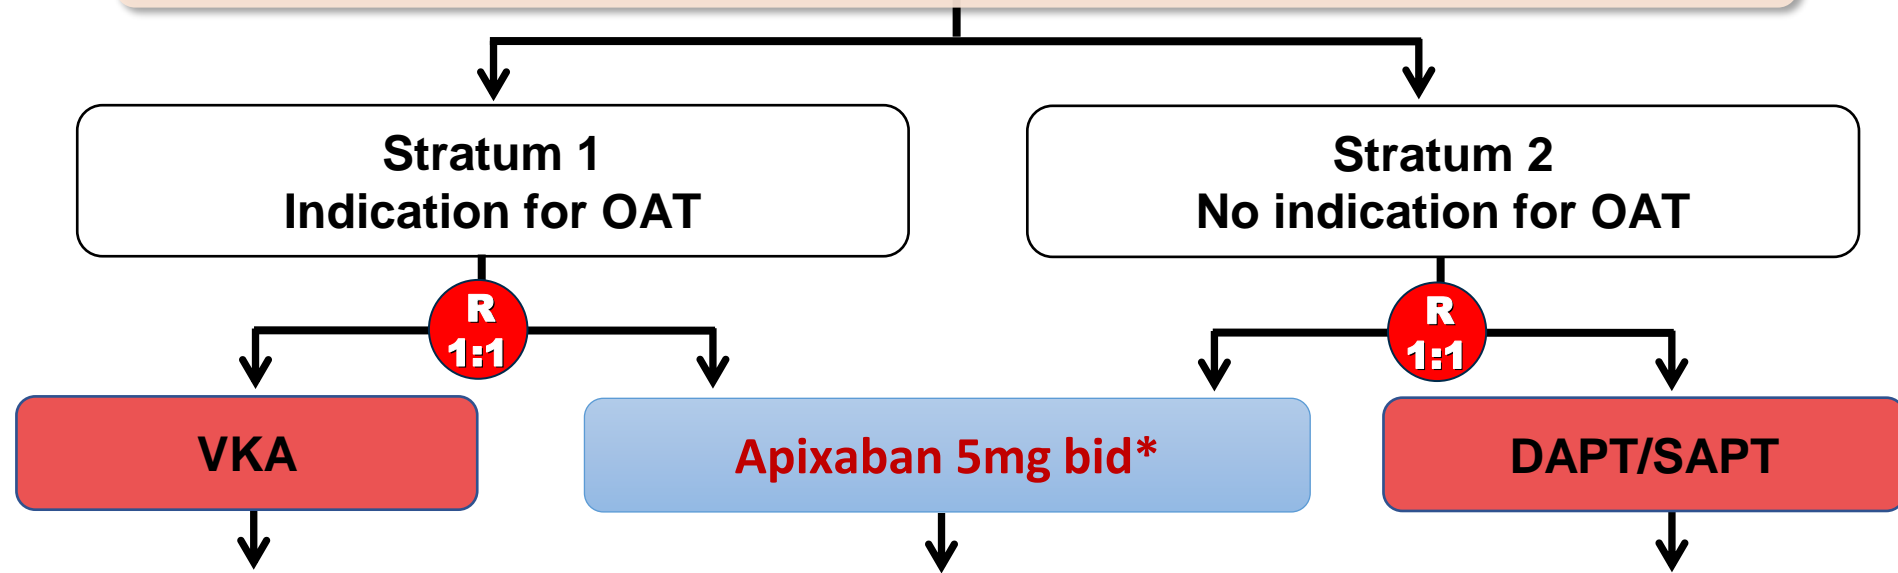 Stratum 1
Indication for OAT
Stratum 2
No indication for OAT
R
1:1
R
1:1
VKA
Apixaban 5mg bid*
DAPT/SAPT